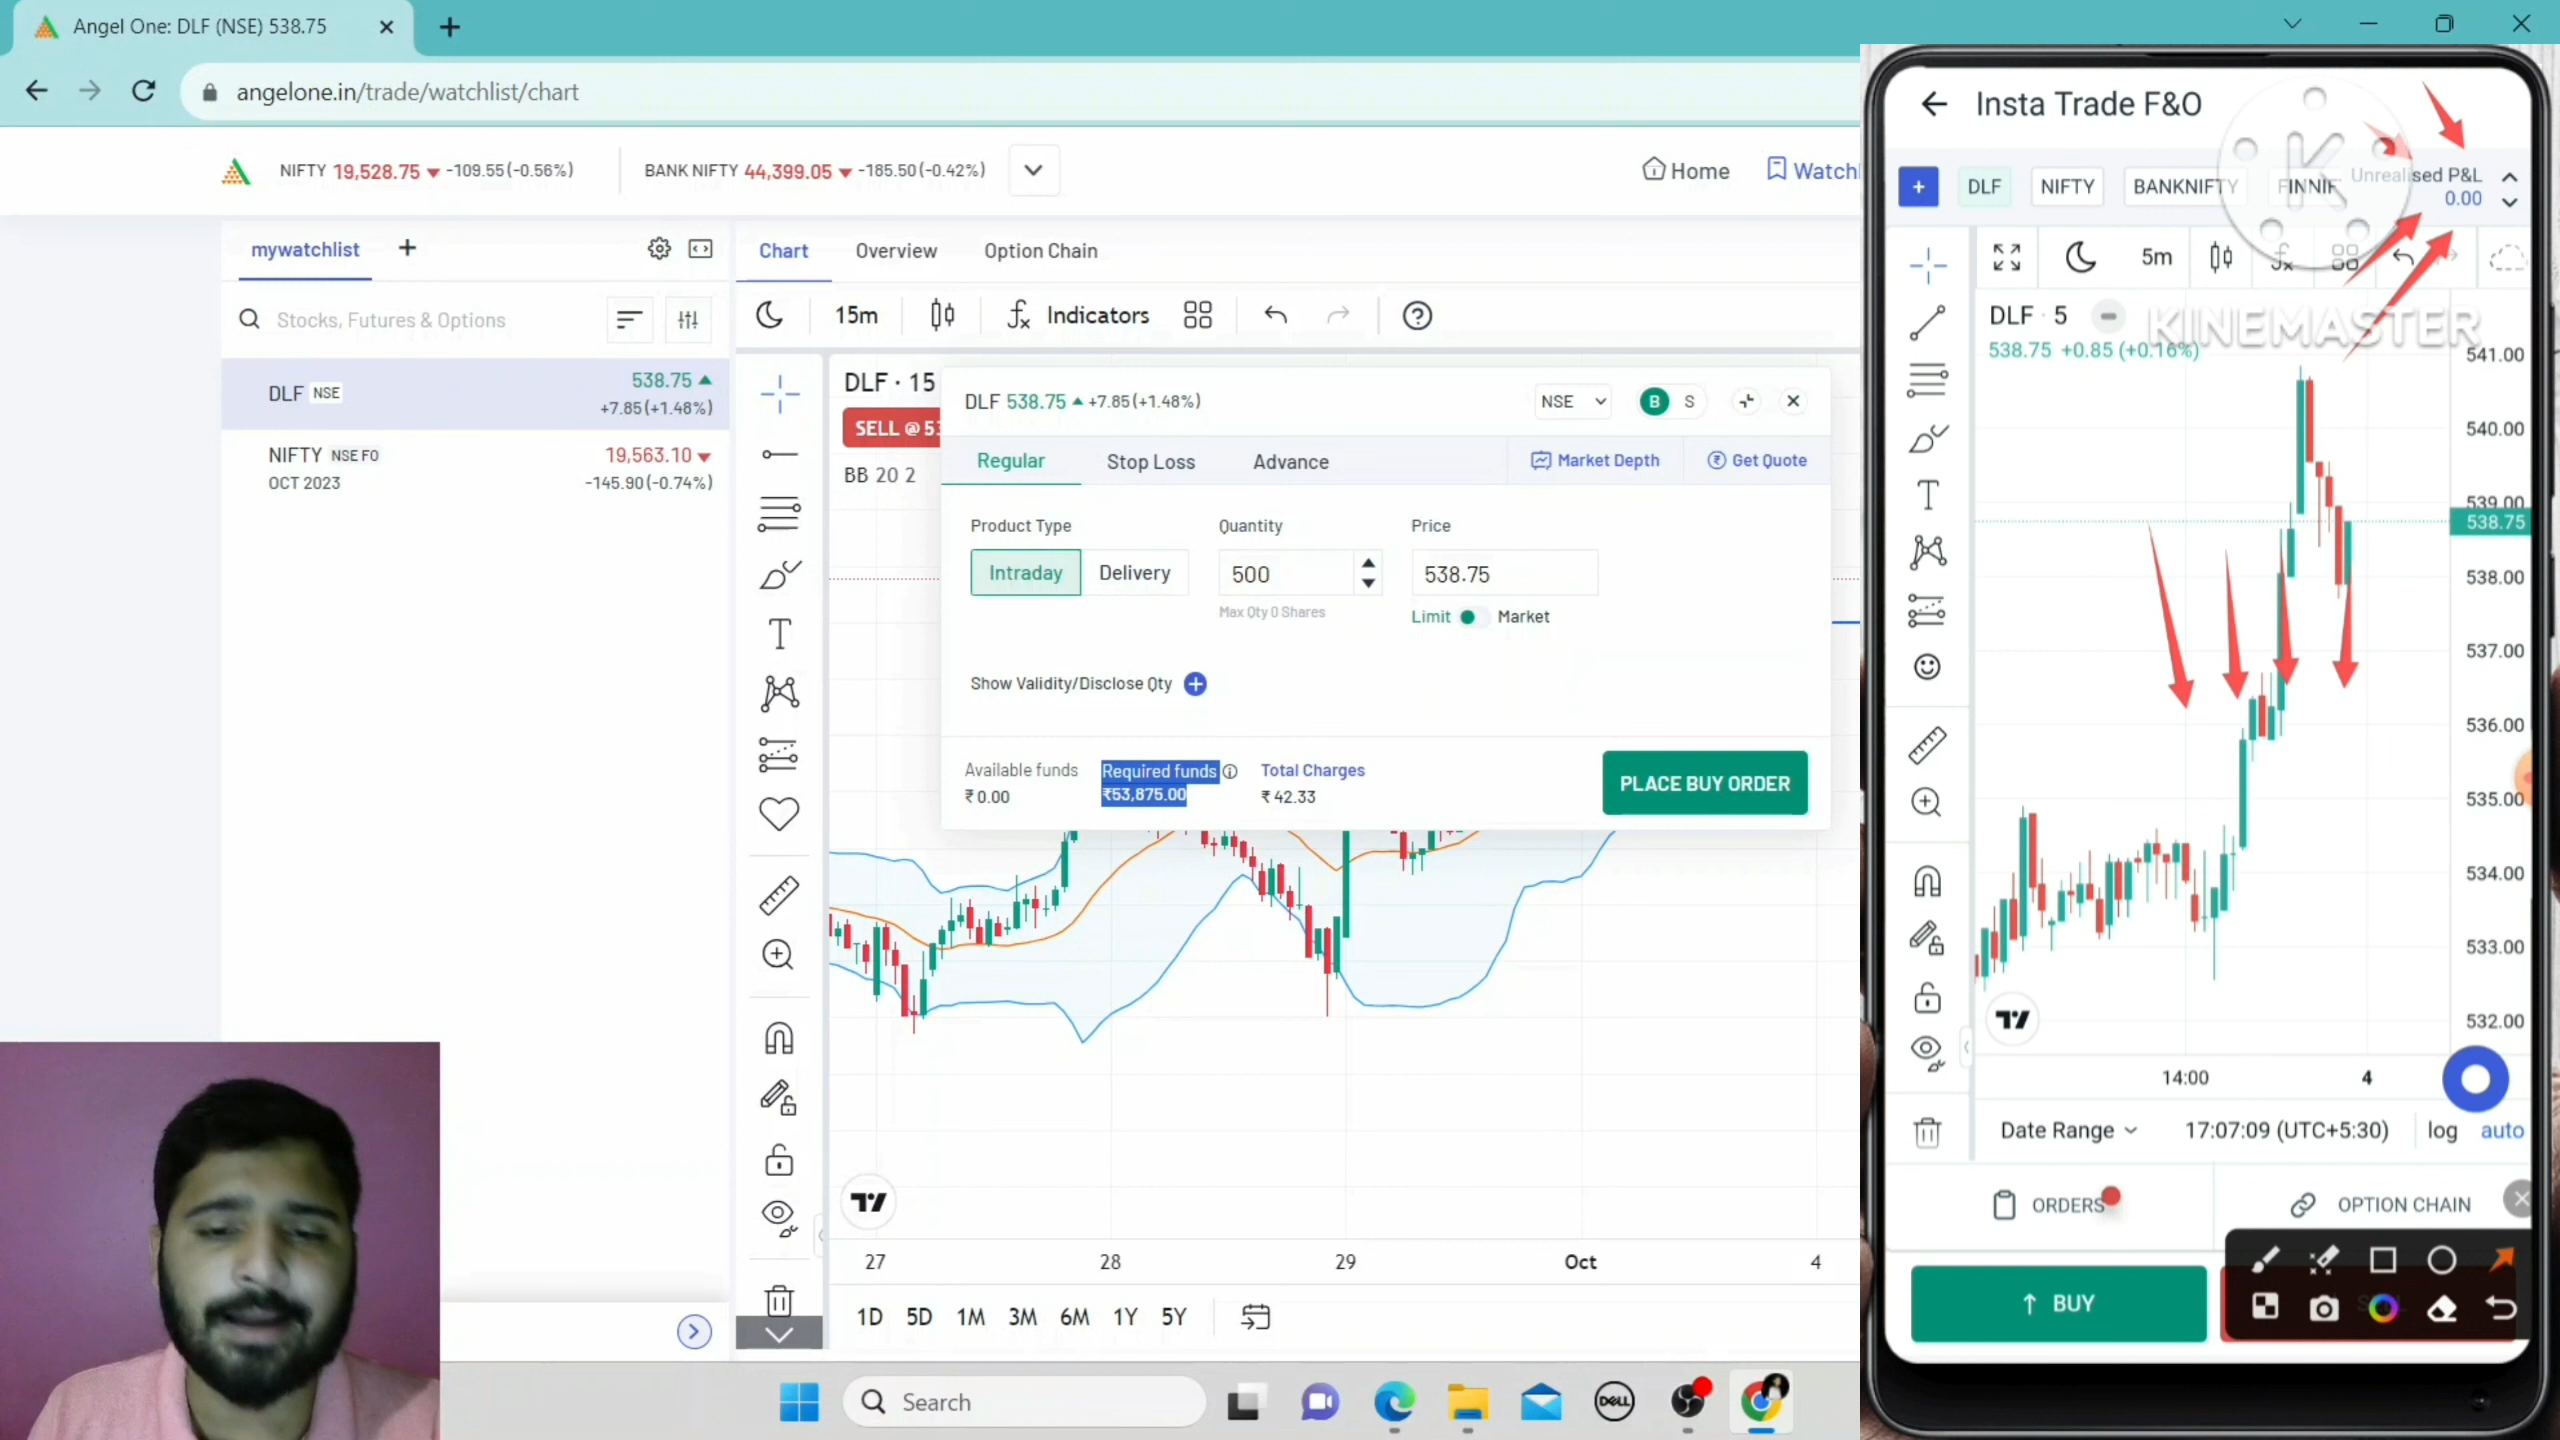 Angel One: DLF (NSE) 538.75
angelone.in/trade/watchlist/chart
NIFTY 19,528.75 -109.55 (-0.56%)
BANK NIFTY 44,399.05 -185.50 (-0.42%)
Home
Watchl
mywatchlist
Chart
Overview
Option Chain
Stocks, Futures & Options
15m
Indicators
DLF NSE
538.75
+7.85 (+1.48%)
NIFTY NSE FO
19,563.10
OCT 2023
-145.90 (-0.74%)
DLF · 15
SELL @ 53
BB 20 2
DLF 538.75 +7.85 (+1.48%)
NSE
B
S
Regular
Stop Loss
Advance
Market Depth
Get Quote
Product Type
Quantity
Price
Intraday
Delivery
500
538.75
Max Qty 0 Shares
Limit
Market
Show Validity/Disclose Qty
Available funds
₹ 0.00
Required funds
₹53,875.00
Total Charges
₹ 42.33
PLACE BUY ORDER
27
28
29
Oct
4
1D
5D
1M
3M
6M
1Y
5Y
Search
DELL
Insta Trade F&O
DLF
NIFTY
BANKNIFTY
FINNIF
Unrealised P&L
0.00
5m
DLF · 5
538.75 +0.85 (+0.16%)
KINEMASTER
541.00
540.00
539.00
538.75
538.00
537.00
536.00
535.00
534.00
533.00
532.00
14:00
4
Date Range
17:07:09 (UTC+5:30)
log
auto
ORDERS
OPTION CHAIN
BUY